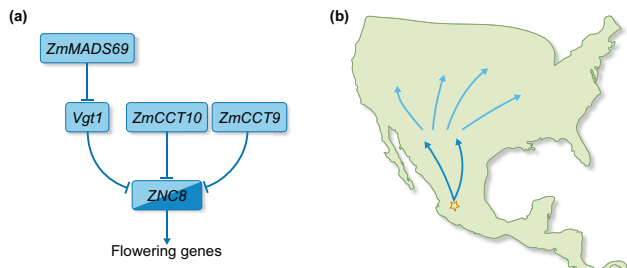 (a)
ZmMADS69
Vgt1
ZmCCT10
ZmCCT9
ZNC8
Flowering genes
(b)